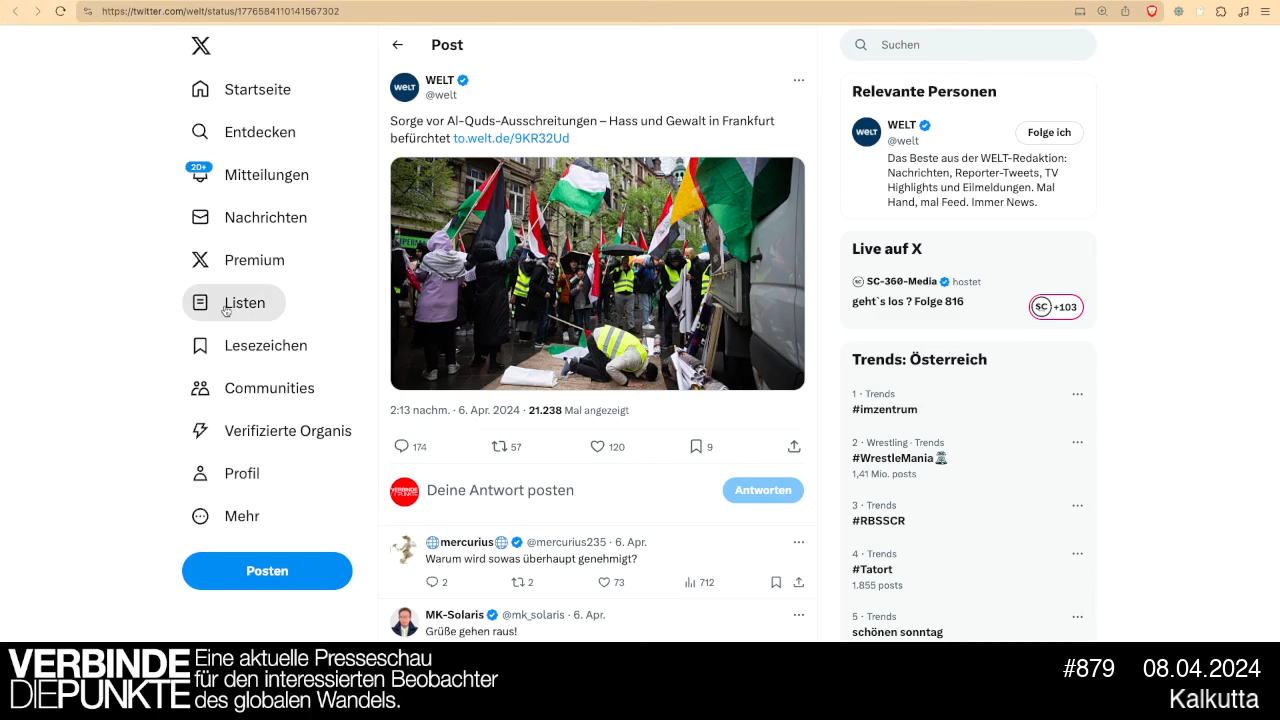 https://twitter.com/welt/status/1776584110141567302
Startseite
Entdecken
20+
Mitteilungen
Nachrichten
Premium
Listen
Lesezeichen
Communities
Verifizierte Organis
Profil
Mehr
Posten
Post
WELT
WELT
@welt
Sorge vor Al-Quds-Ausschreitungen – Hass und Gewalt in Frankfurt
befürchtet to.welt.de/9KR32Ud
2:13 nachm. · 6. Apr. 2024 · 21.238 Mal angezeigt
174
57
120
9
VERBINDE
DIE PUNKTE
Deine Antwort posten
Antworten
mercurius
@mercurius235 · 6. Apr.
Warum wird sowas überhaupt genehmigt?
2
2
73
712
MK-Solaris
@mk_solaris · 6. Apr.
Grüße gehen raus!
Suchen
Relevante Personen
WELT
WELT
@welt
Folge ich
Das Beste aus der WELT-Redaktion:
Nachrichten, Reporter-Tweets, TV
Highlights und Eilmeldungen. Mal
Hand, mal Feed. Immer News.
Live auf X
SC
SC-360-Media
hostet
geht`s los ? Folge 816
SC
+103
Trends: Österreich
1 · Trends
#imzentrum
2 · Wrestling · Trends
#WrestleMania
1,41 Mio. posts
3 · Trends
#RBSSCR
4 · Trends
#Tatort
1.855 posts
5 · Trends
schönen sonntag
VERBINDE
DIEPUNKTE
Eine aktuelle Presseschau
für den interessierten Beobachter
des globalen Wandels.
#879
08.04.2024
Kalkutta